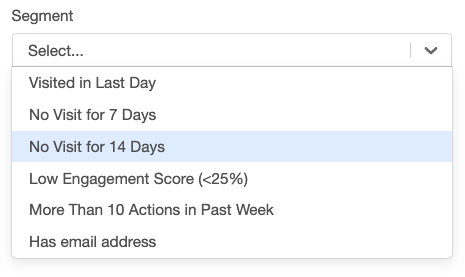 Segment
Select...
Visited in Last Day
No Visit for 7 Days
No Visit for 14 Days
Low Engagement Score (<25%)
More Than 10 Actions in Past Week
Has email address